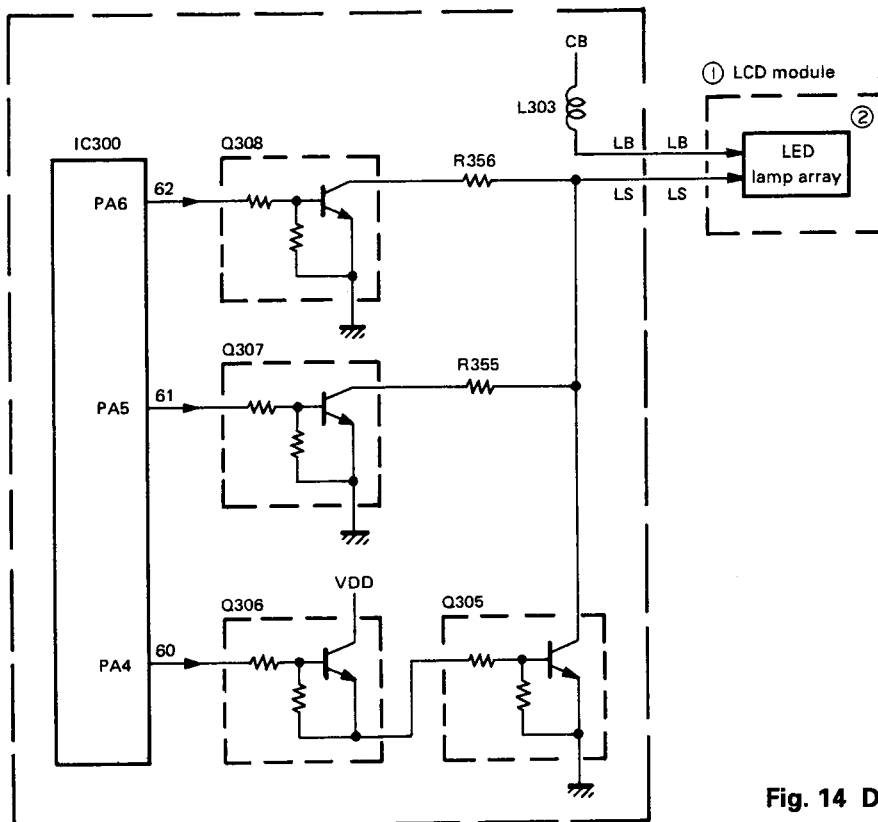 CB
① LCD module
L303
②
IC300
Q308
LB LB
LED
lamp array
R356
PA6
62
LS LS
Q307
R355
PA5
61
VDD
Q306
Q305
PA4
60
Fig. 14 D